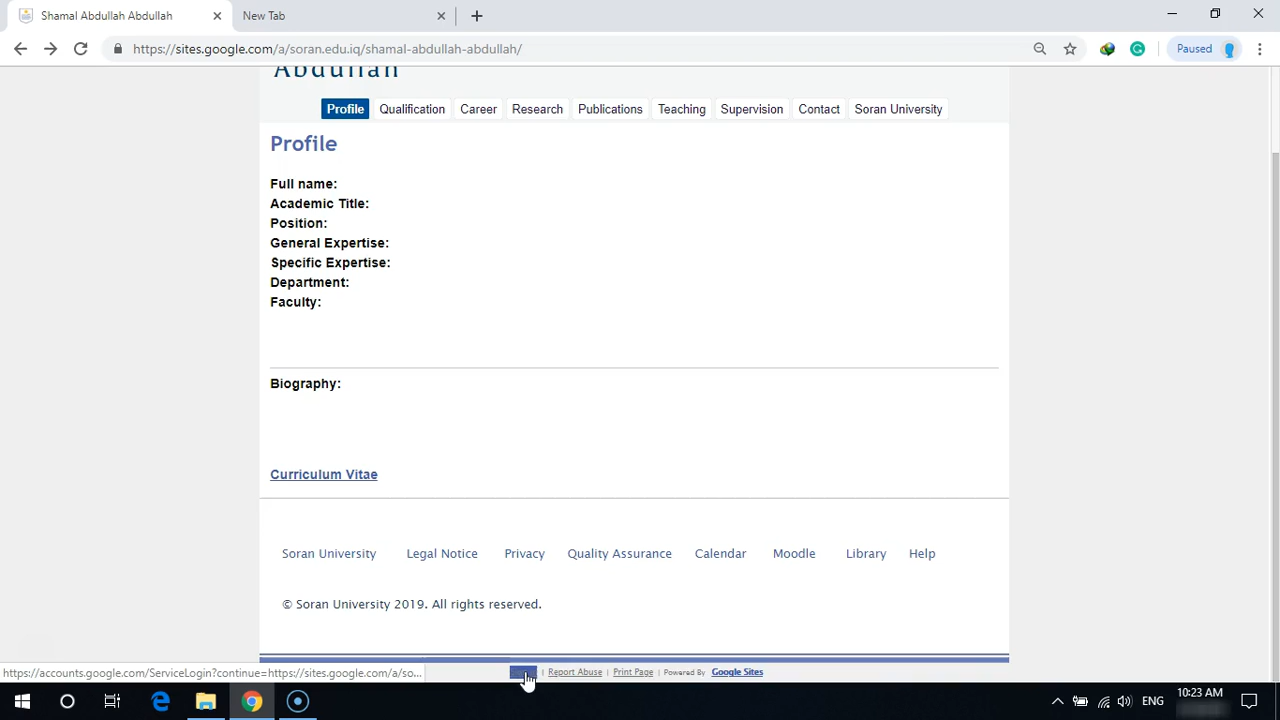 Shamal Abdullah Abdullah
New Tab
https://sites.google.com/a/soran.edu.iq/shamal-abdullah-abdullah/
Paused
Abdullah
Profile Qualification Career Research Publications Teaching Supervision Contact Soran University
Profile
Full name:
Academic Title:
Position:
General Expertise:
Specific Expertise:
Department:
Faculty:
Biography:
Curriculum Vitae
Soran University Legal Notice Privacy Quality Assurance Calendar Moodle Library Help
© Soran University 2019. All rights reserved.
https://accounts.google.com/ServiceLogin?continue=https://sites.google.com/a/so...
| Report Abuse | Print Page | Powered By Google Sites
ENG
10:23 AM